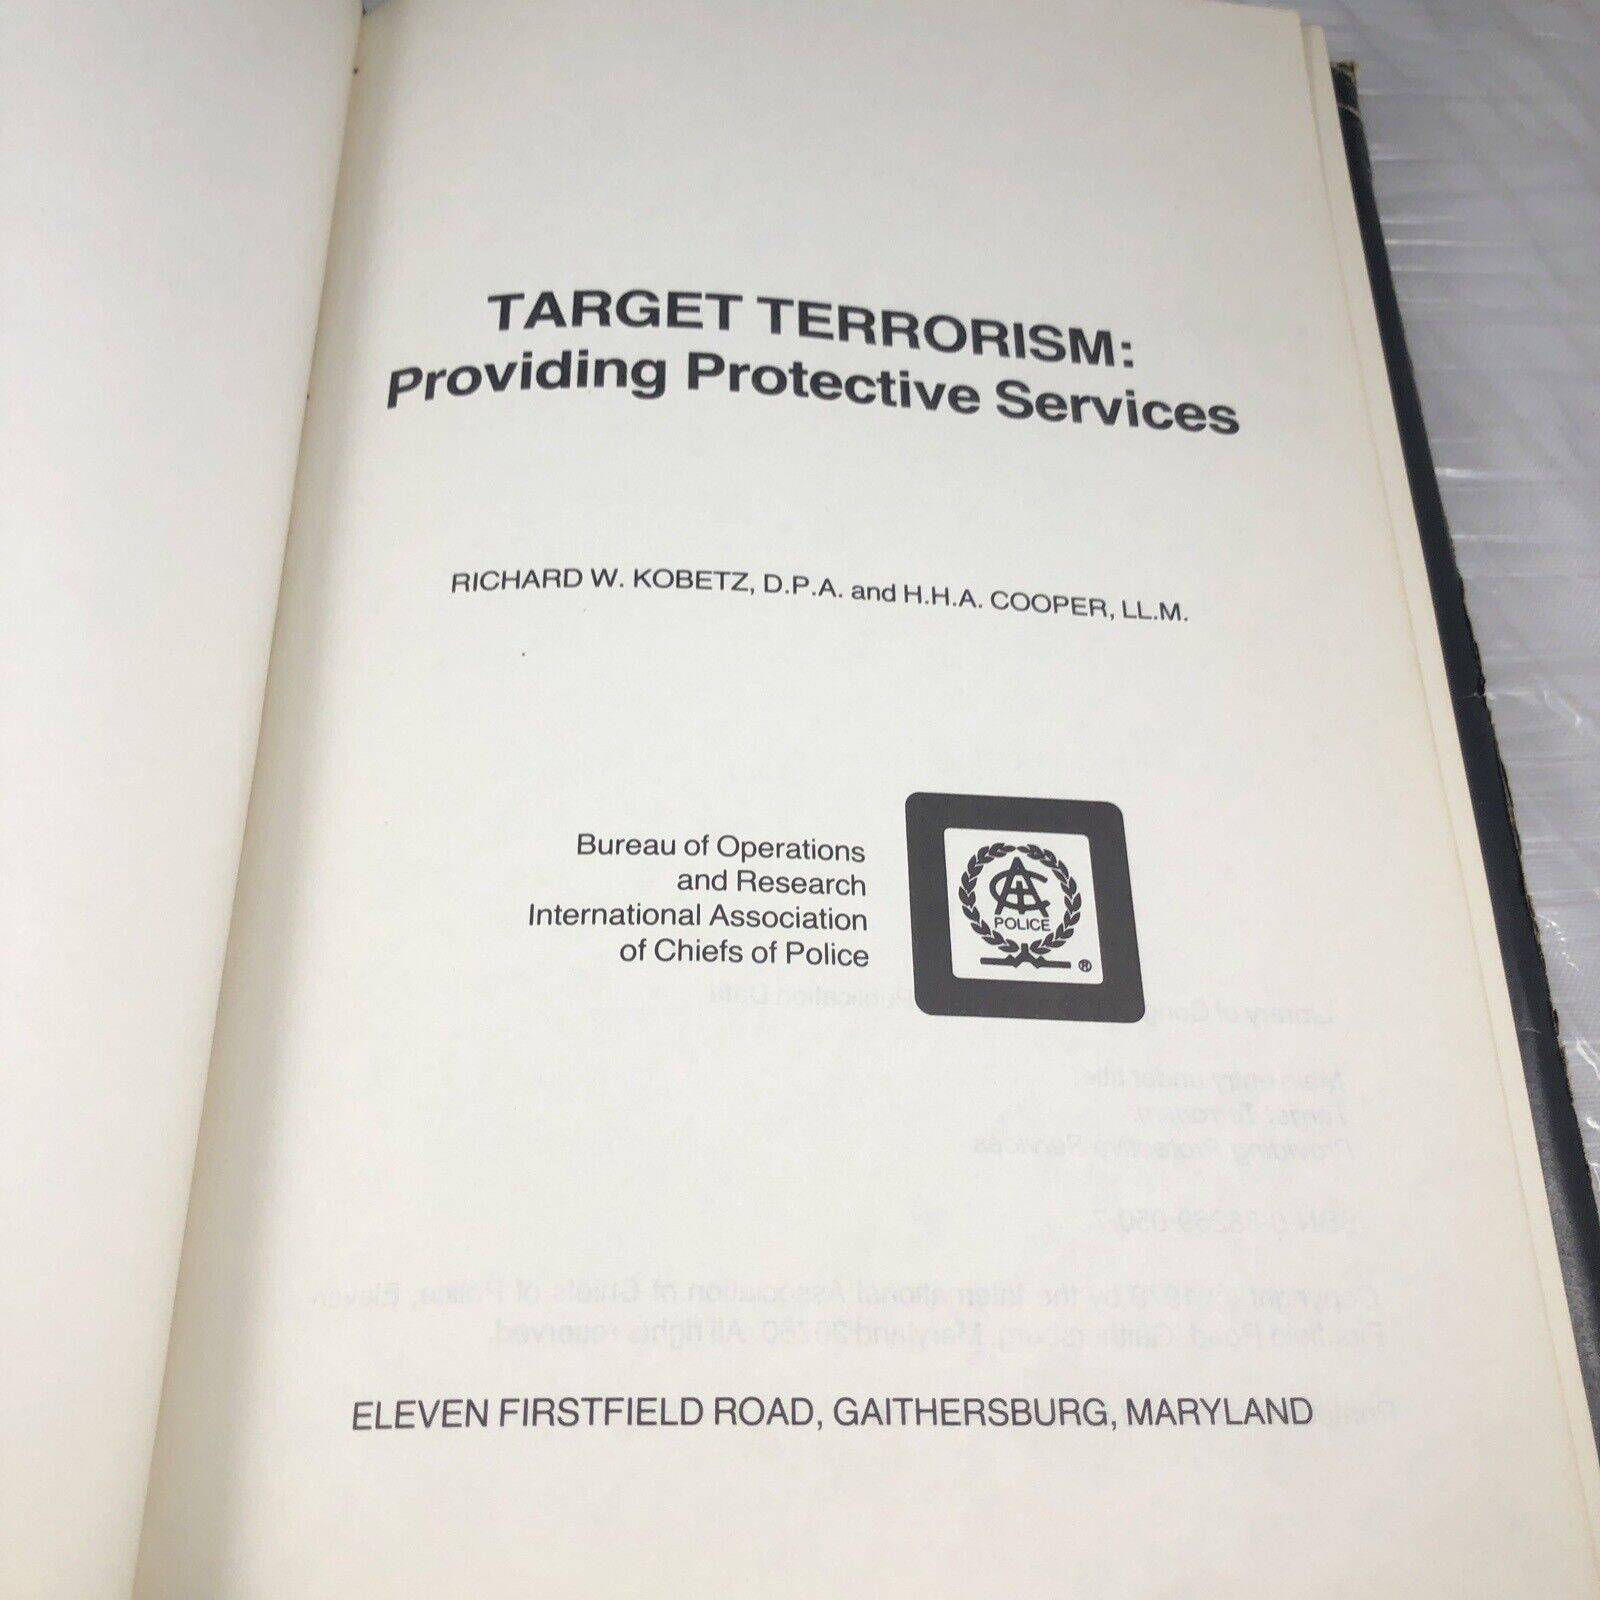 TARGET TERRORISM:
Providing Protective Services
RICHARD W. KOBETZ, D.P.A. and H.H.A. COOPER, LL.M.
Bureau of Operations
and Research
International Association
of Chiefs of Police
POLICE
®
ELEVEN FIRSTFIELD ROAD, GAITHERSBURG, MARYLAND